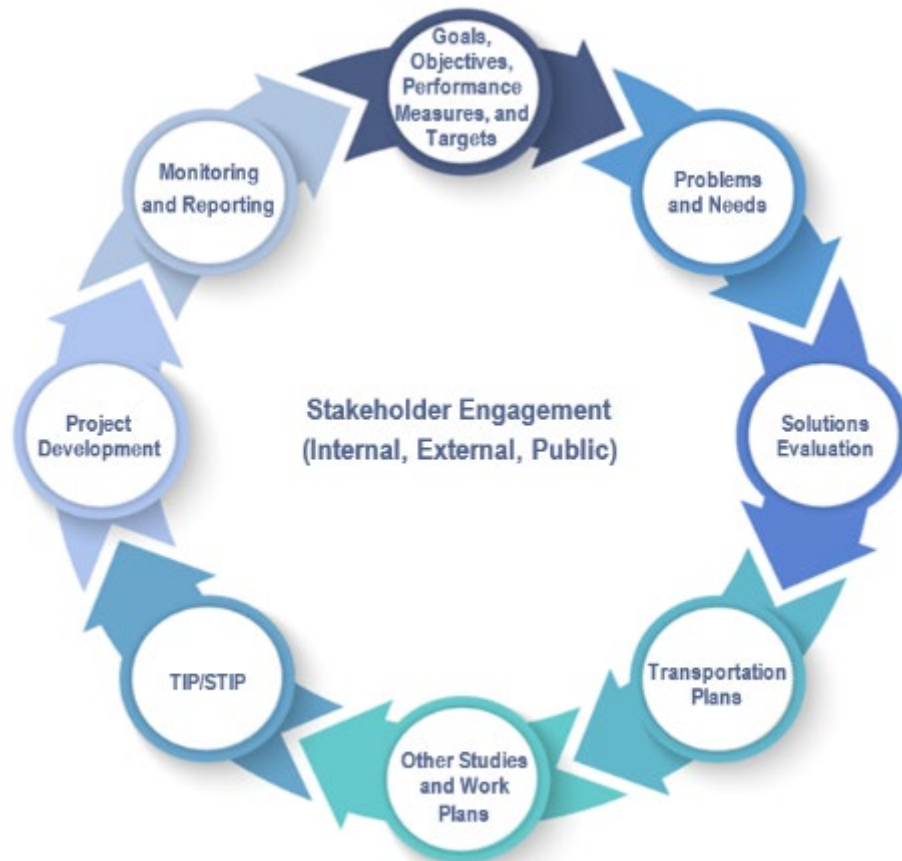 Goals,
Objectives,
Performance
Measures, and
Targets
Problems
and Needs
Solutions
Evaluation
Transportation
Plans
Other Studies
and Work
Plans
TIP/STIP
Project
Development
Monitoring
and Reporting
Stakeholder Engagement
(Internal, External, Public)